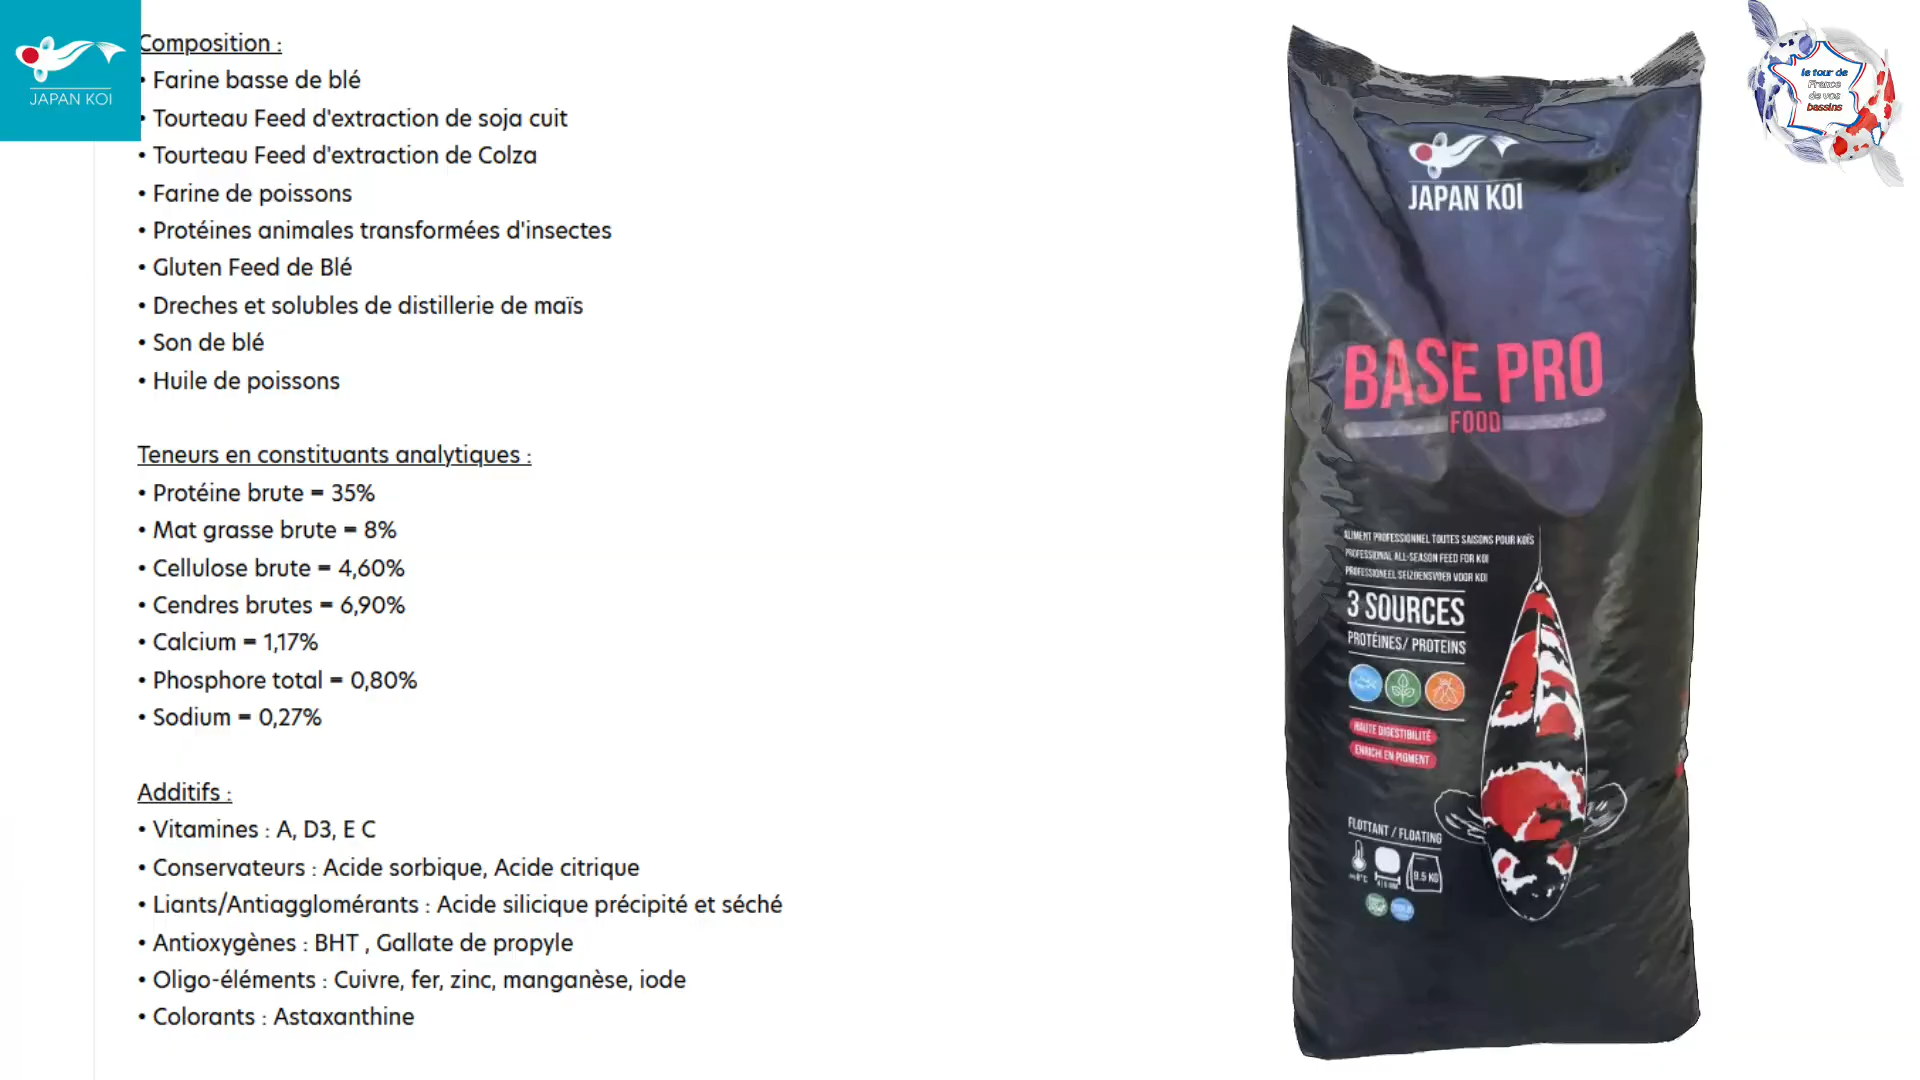 JAPAN KOI
Composition :
• Farine basse de blé
• Tourteau Feed d'extraction de soja cuit
• Tourteau Feed d'extraction de Colza
• Farine de poissons
• Protéines animales transformées d'insectes
• Gluten Feed de Blé
• Dreches et solubles de distillerie de maïs
• Son de blé
• Huile de poissons
Teneurs en constituants analytiques :
• Protéine brute = 35%
• Mat grasse brute = 8%
• Cellulose brute = 4,60%
• Cendres brutes = 6,90%
• Calcium = 1,17%
• Phosphore total = 0,80%
• Sodium = 0,27%
Additifs :
• Vitamines : A, D3, E C
• Conservateurs : Acide sorbique, Acide citrique
• Liants/Antiagglomérants : Acide silicique précipité et séché
• Antioxygènes : BHT , Gallate de propyle
• Oligo-éléments : Cuivre, fer, zinc, manganèse, iode
• Colorants : Astaxanthine
JAPAN KOI
BASE PRO
FOOD
ALIMENT PROFESSIONNEL TOUTES SAISONS POUR KOÏS
PROFESSIONAL ALL-SEASON FEED FOR KOI
PROFESSIONEEL SEIZOENSVOER VOOR KOI
3 SOURCES
PROTÉINES/ PROTEINS
HAUTE DIGESTIBILITÉ
ENRICHI EN PIGMENT
FLOTTANT / FLOATING
9.5 KG
le tour de
France
de vos
bassins